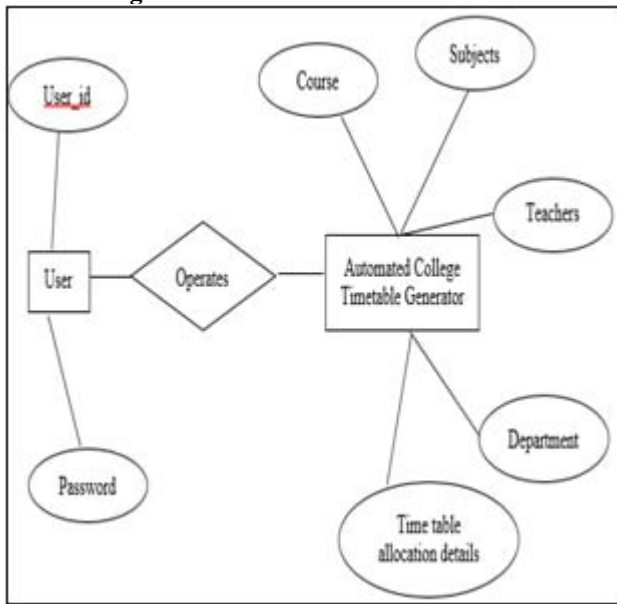 Subjects
Course
User_id
Teachers
User
Operates
Automated College
Timetable Generator
Department
Password
Time table
allocation details